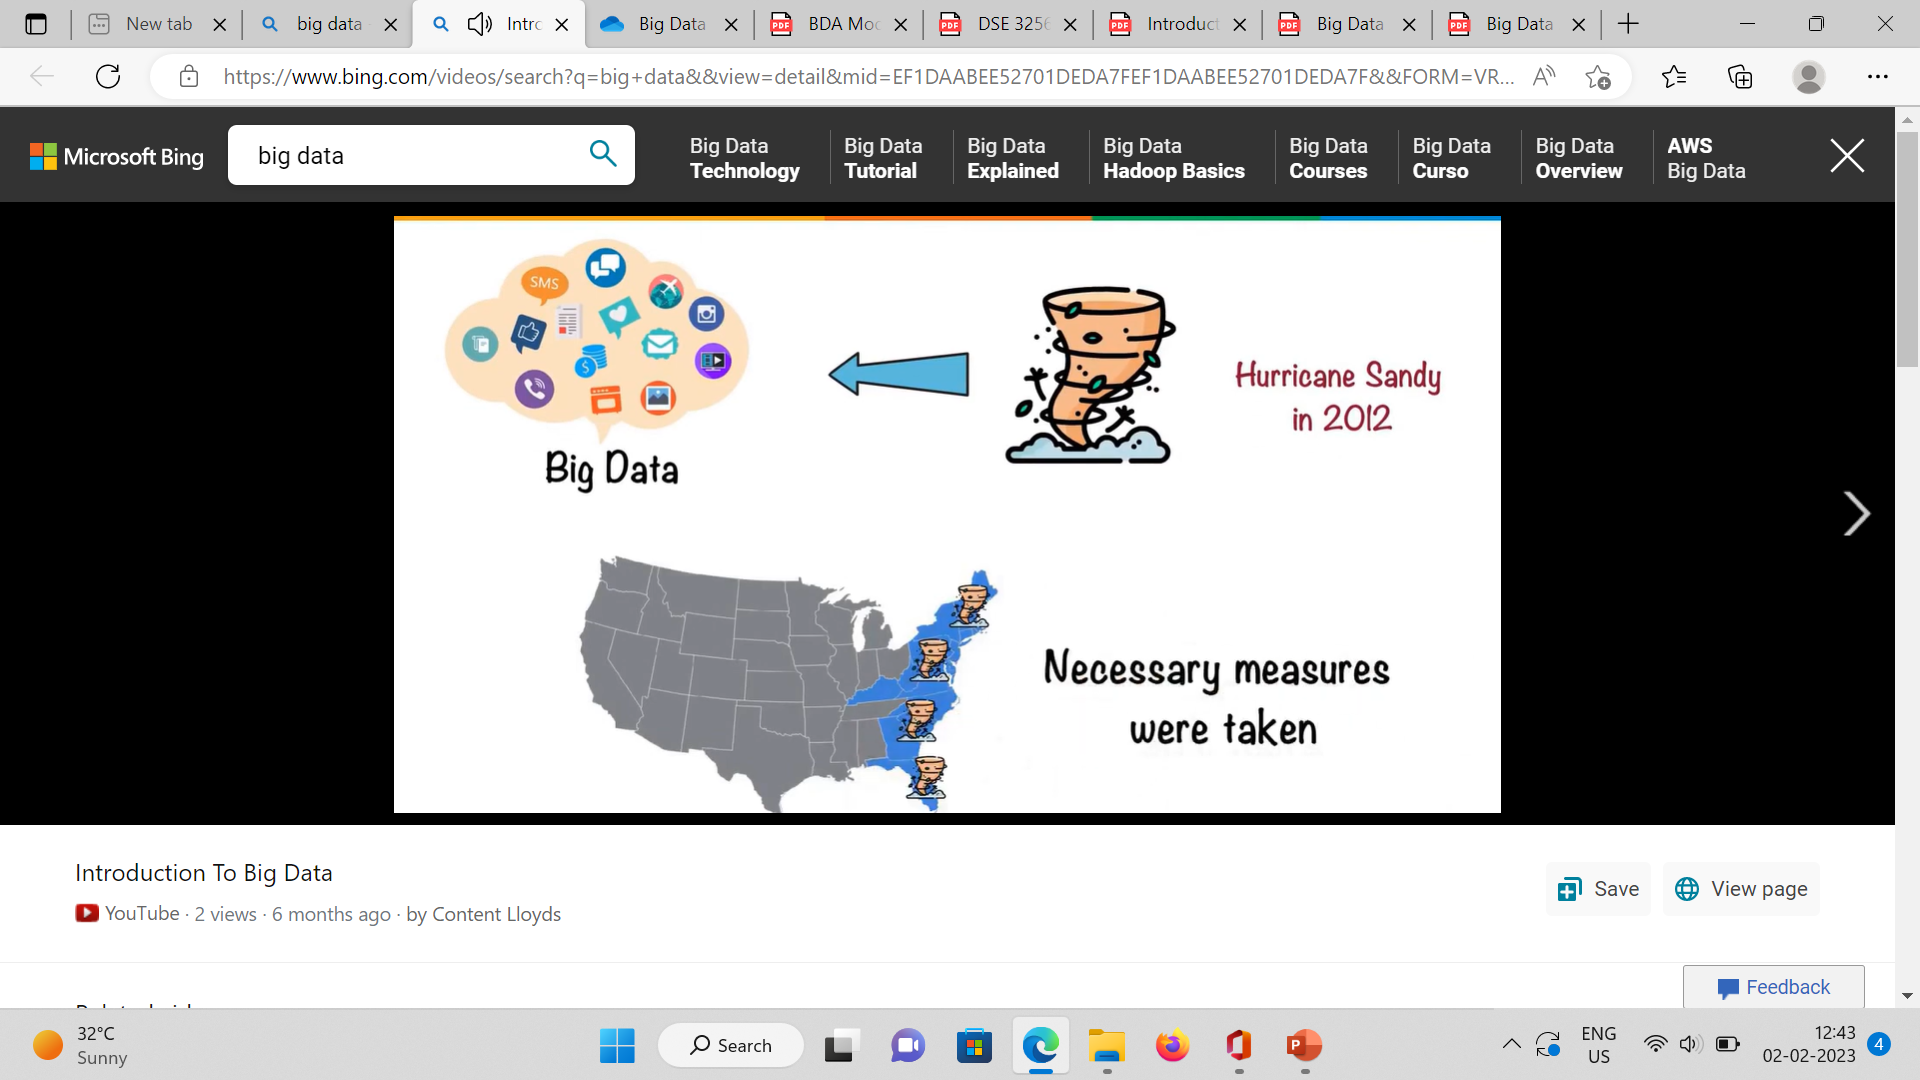 New tab
big data
Intro
Big Data
BDA Mod
DSE 3256
Introduct
Big Data
Big Data
https://www.bing.com/videos/search?q=big+data&&view=detail&mid=EF1DAABEE52701DEDA7FEF1DAABEE52701DEDA7F&&FORM=VR...
Microsoft Bing
big data
Big Data
Technology
Big Data
Tutorial
Big Data
Explained
Big Data
Hadoop Basics
Big Data
Courses
Big Data
Curso
Big Data
Overview
AWS
Big Data
SMS
Big Data
Hurricane Sandy
in 2012
Necessary measures
were taken
Introduction To Big Data
YouTube · 2 views · 6 months ago · by Content Lloyds
Save
View page
Feedback
32°C
Sunny
Search
ENG
US
12:43
02-02-2023
4